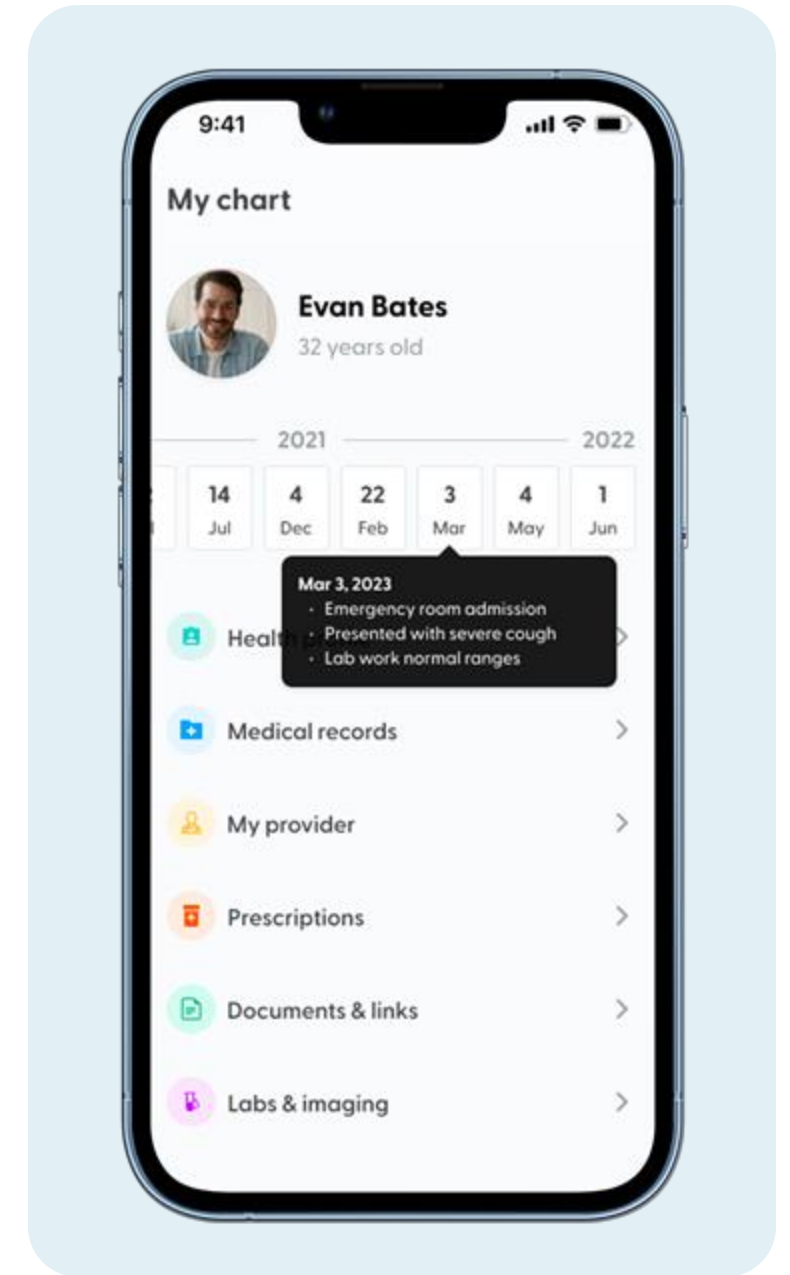 9:41
My chart
Evan Bates
32 years old
2021 2022
14 4 22 3 4 1
Jul Dec Feb Mar May Jun
Mar 3, 2023
· Emergency room admission
· Presented with severe cough
· Lab work normal ranges
Health
Medical records
My provider
Prescriptions
Documents & links
Labs & imaging